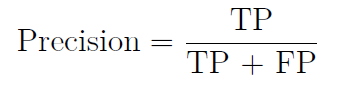 Precision = TP / TP + FP